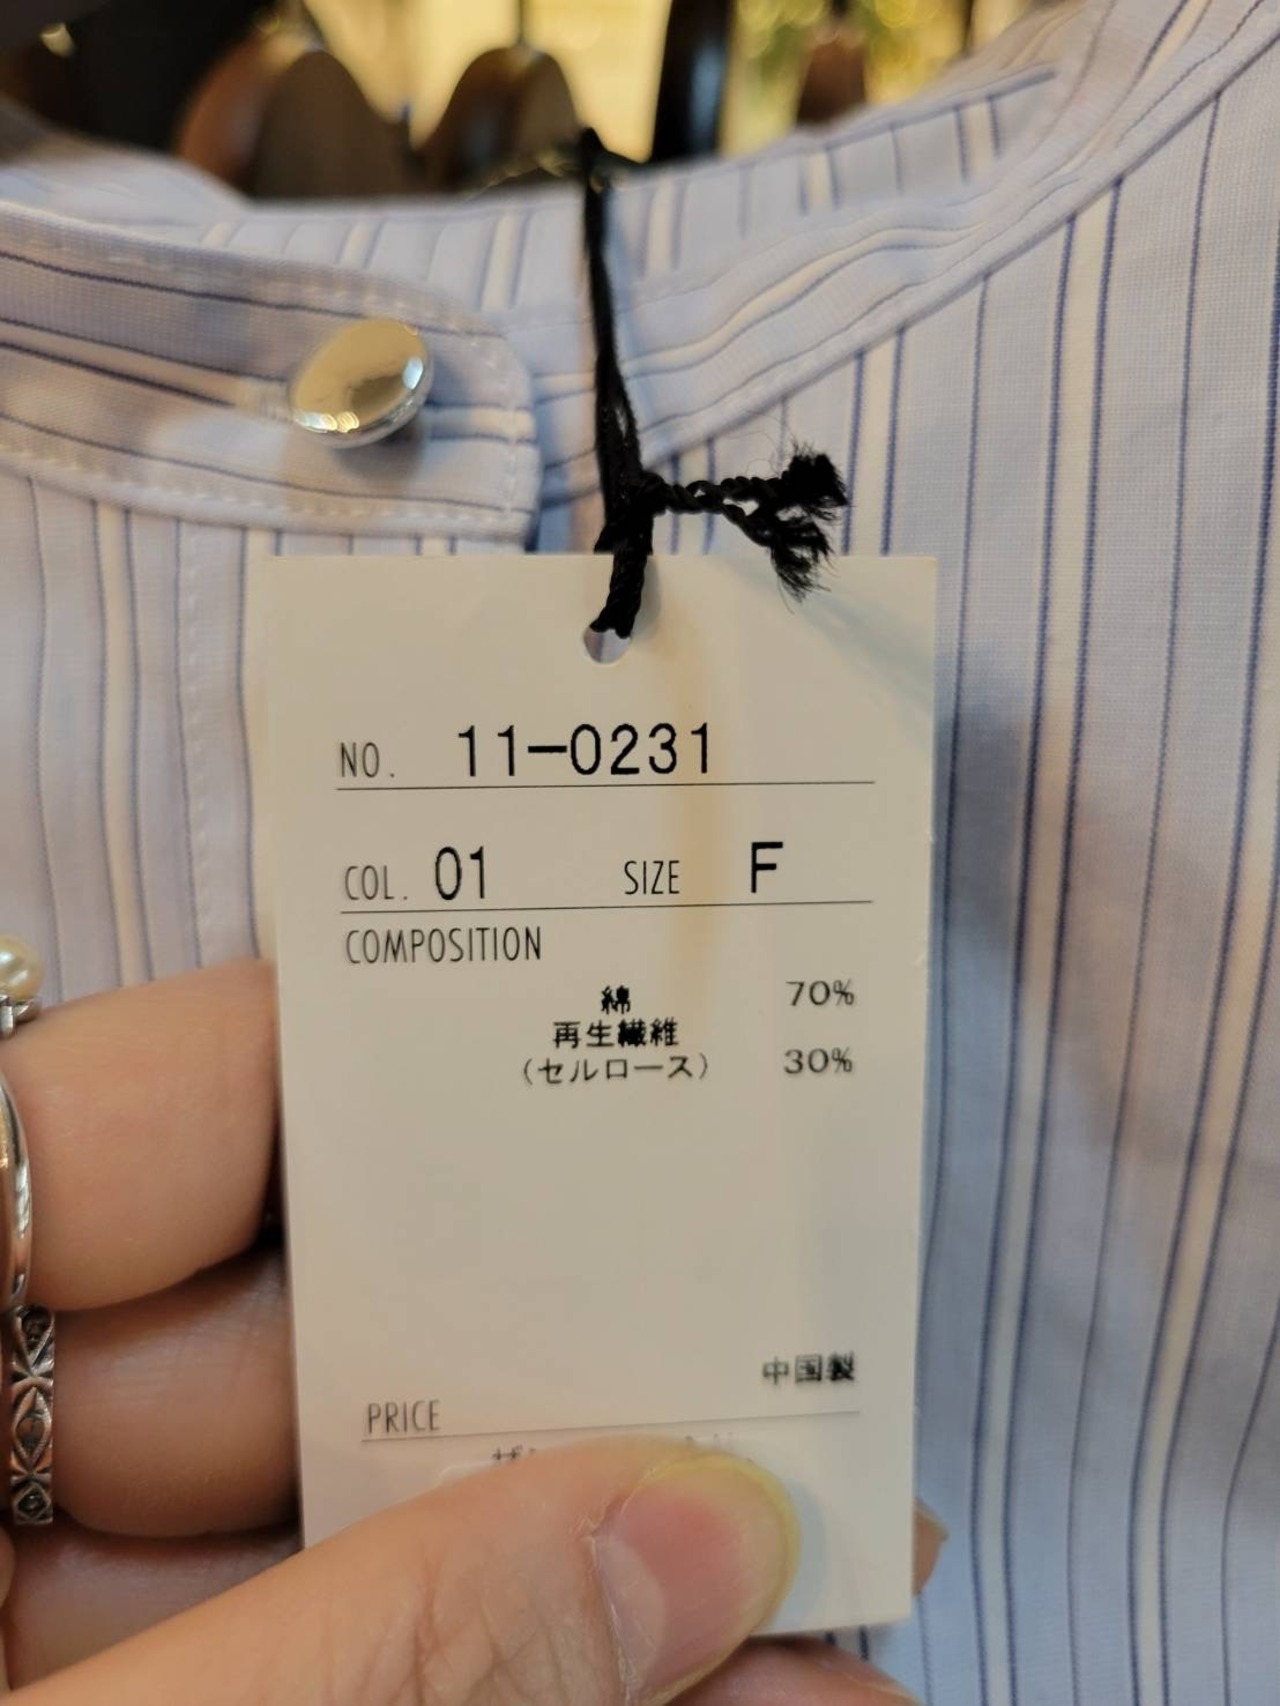 NO. 11-0231
COL. 01 SIZE F
COMPOSITION
綿 70%
再生繊維
(セルロース) 30%
中国製
PRICE